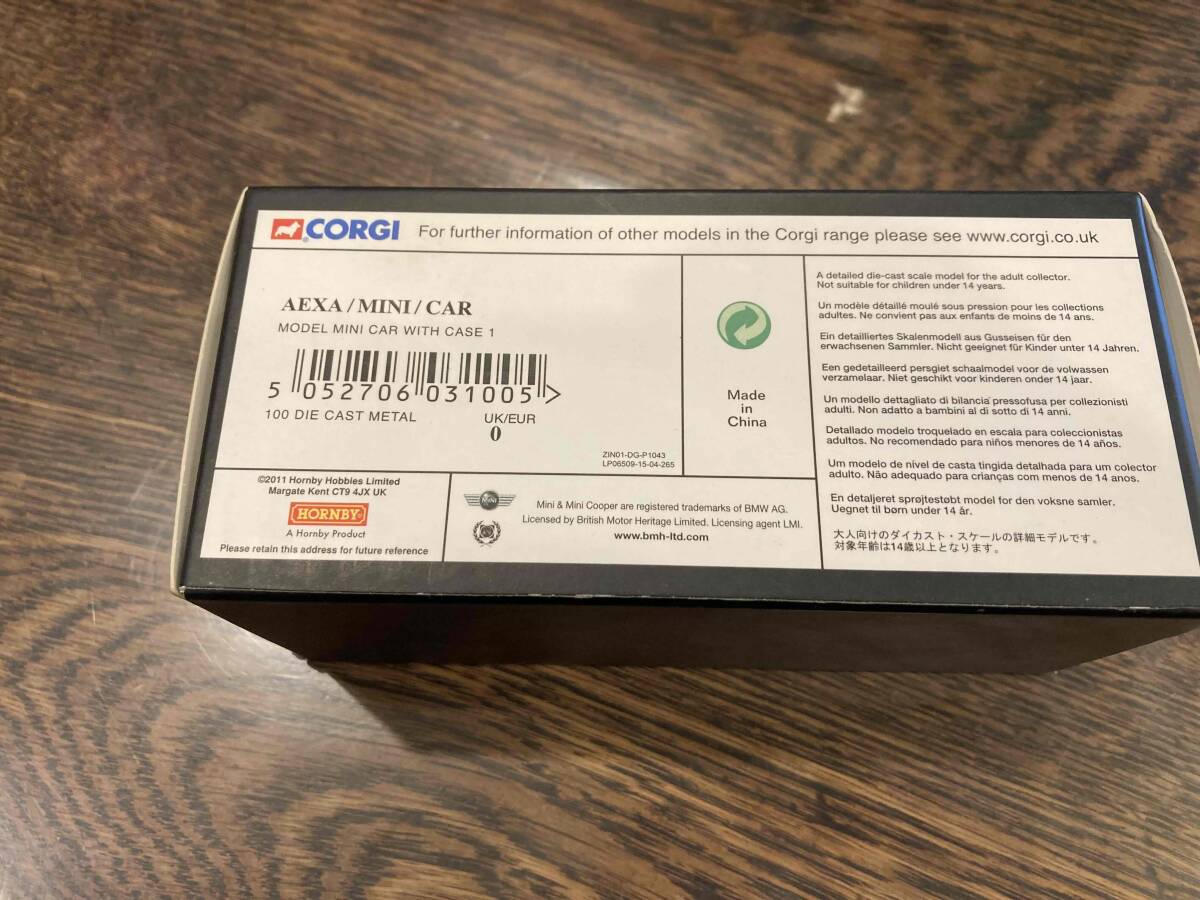 CORGI For further information of other models in the Corgi range please see www.corgi.co.uk
AEXA / MINI / CAR
MODEL MINI CAR WITH CASE 1
5 052706 031005 >
100 DIE CAST METAL UK/EUR
0
ZIN01-DG-P1043
LP06509-15-04-265
Made
in
China
A detailed die-cast scale model for the adult collector.
Not suitable for children under 14 years.
Un modèle détaillé moulé sous pression pour les collections
adultes. Ne convient pas aux enfants de moins de 14 ans.
Ein detailliertes Skalenmodell aus Gusseisen für den
erwachsenen Sammler. Nicht geeignet für Kinder unter 14 Jahren.
Een gedetailleerd persgiet schaalmodel voor de volwassen
verzamelaar. Niet geschikt voor kinderen onder 14 jaar.
Un modello dettagliato di bilancia pressofusa per collezionisti
adulti. Non adatto a bambini al di sotto di 14 anni.
Detallado modelo troquelado en escala para coleccionistas
adultos. No recomendado para niños menores de 14 años.
Um modelo de nivel de casta tingida detalhada para um colector
adulto. Não adequado para crianças com menos de 14 anos.
En detaljeret sprøjtestøbt model for den voksne samler.
Uegnet til børn under 14 år.
大人向けのダイカスト・スケールの詳細モデルです。
対象年齢は14歳以上となります。
©2011 Hornby Hobbies Limited
Margate Kent CT9 4JX UK
HORNBY®
A Hornby Product
Please retain this address for future reference
MINI
Mini & Mini Cooper are registered trademarks of BMW AG.
Licensed by British Motor Heritage Limited. Licensing agent LMI.
www.bmh-ltd.com